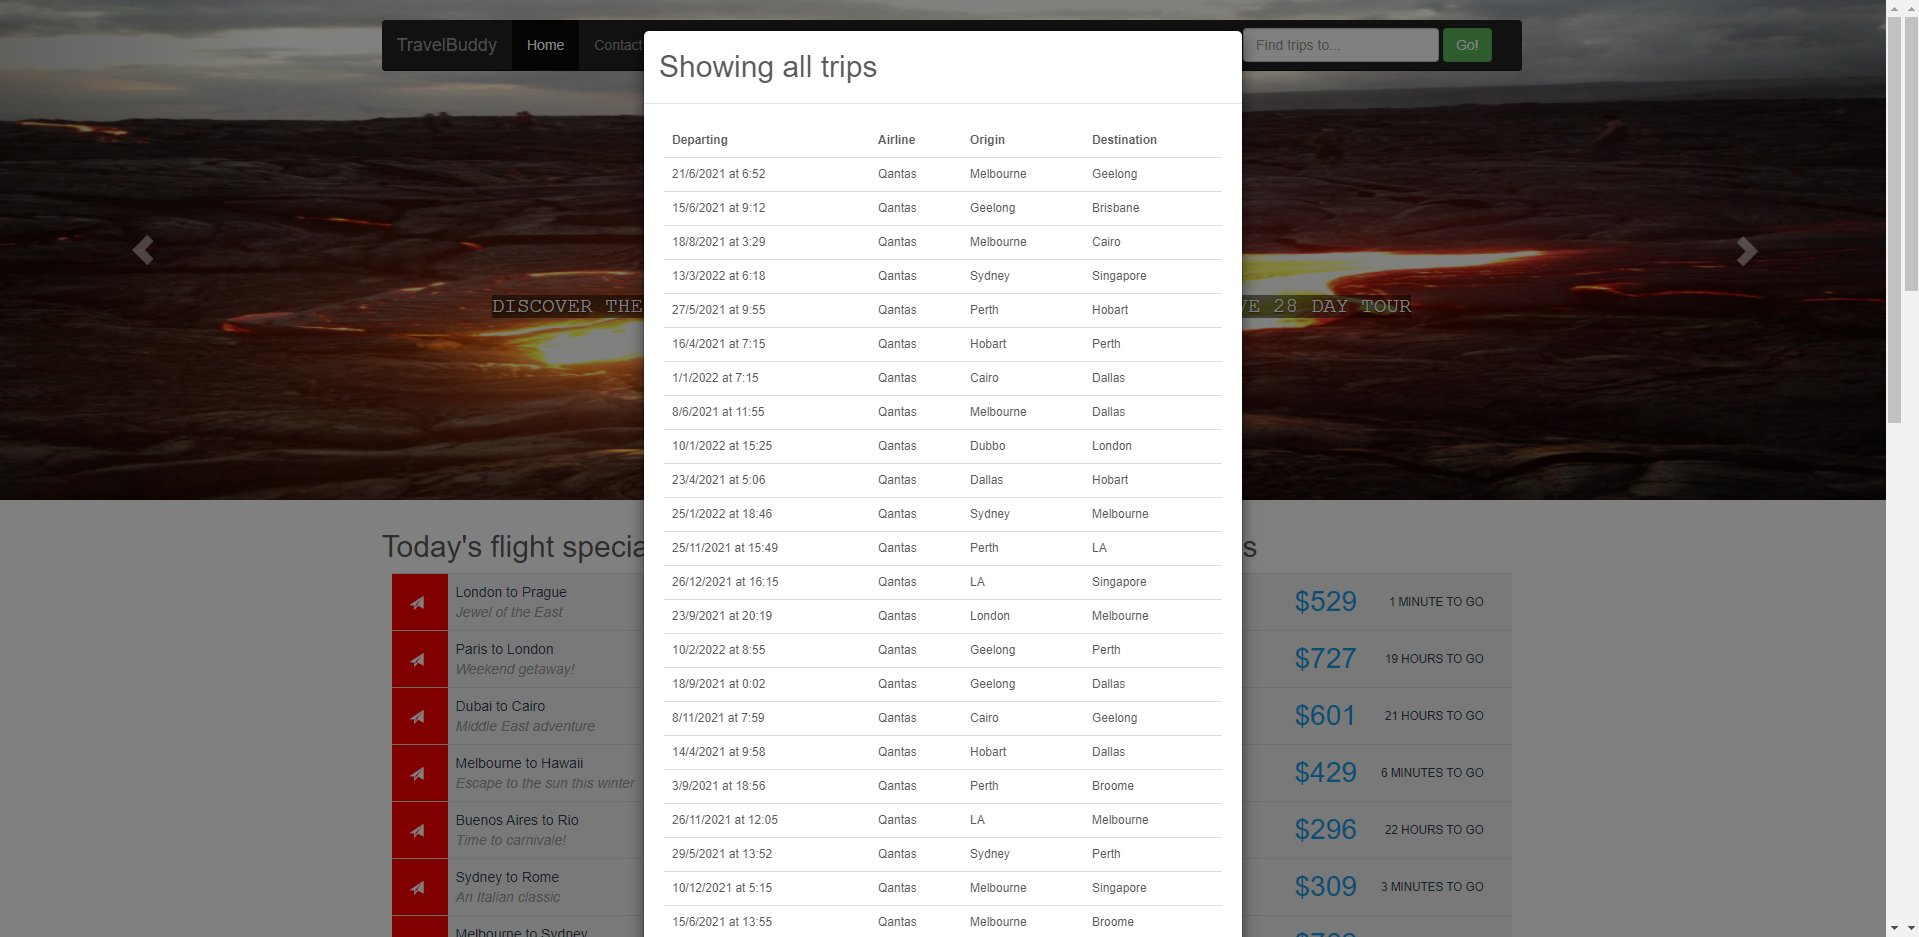 TravelBuddy Home Contact Find trips to... Go!
Showing all trips
Departing Airline Origin Destination
21/6/2021 at 6:52 Qantas Melbourne Geelong
15/6/2021 at 9:12 Qantas Geelong Brisbane
18/8/2021 at 3:29 Qantas Melbourne Cairo
13/3/2022 at 6:18 Qantas Sydney Singapore
27/5/2021 at 9:55 Qantas Perth Hobart
16/4/2021 at 7:15 Qantas Hobart Perth
1/1/2022 at 7:15 Qantas Cairo Dallas
8/6/2021 at 11:55 Qantas Melbourne Dallas
10/1/2022 at 15:25 Qantas Dubbo London
23/4/2021 at 5:06 Qantas Dallas Hobart
25/1/2022 at 18:46 Qantas Sydney Melbourne
25/11/2021 at 15:49 Qantas Perth LA
26/12/2021 at 16:15 Qantas LA Singapore
23/9/2021 at 20:19 Qantas London Melbourne
10/2/2022 at 8:55 Qantas Geelong Perth
18/9/2021 at 0:02 Qantas Geelong Dallas
8/11/2021 at 7:59 Qantas Cairo Geelong
14/4/2021 at 9:58 Qantas Hobart Dallas
3/9/2021 at 18:56 Qantas Perth Broome
26/11/2021 at 12:05 Qantas LA Melbourne
29/5/2021 at 13:52 Qantas Sydney Perth
10/12/2021 at 5:15 Qantas Melbourne Singapore
15/6/2021 at 13:55 Qantas Melbourne Broome
DISCOVER THE
28 DAY TOUR
Today's flight
London to Prague
Jewel of the East
$529 1 MINUTE TO GO
Paris to London
Weekend getaway!
$727 19 HOURS TO GO
Dubai to Cairo
Middle East adventure
$601 21 HOURS TO GO
Melbourne to Hawaii
Escape to the sun this winter
$429 6 MINUTES TO GO
Buenos Aires to Rio
Time to carnivale!
$296 22 HOURS TO GO
Sydney to Rome
An Italian classic
$309 3 MINUTES TO GO
Melbourne to Sydney